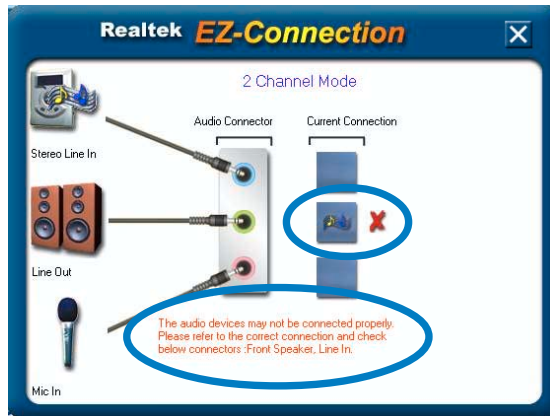 Realtek EZ-Connection
2 Channel Mode
Audio Connector
Current Connection
Stereo Line In
Line Out
The audio devices may not be connected properly.
Please refer to the correct connection and check
below connectors :Front Speaker, Line In.
Mic In